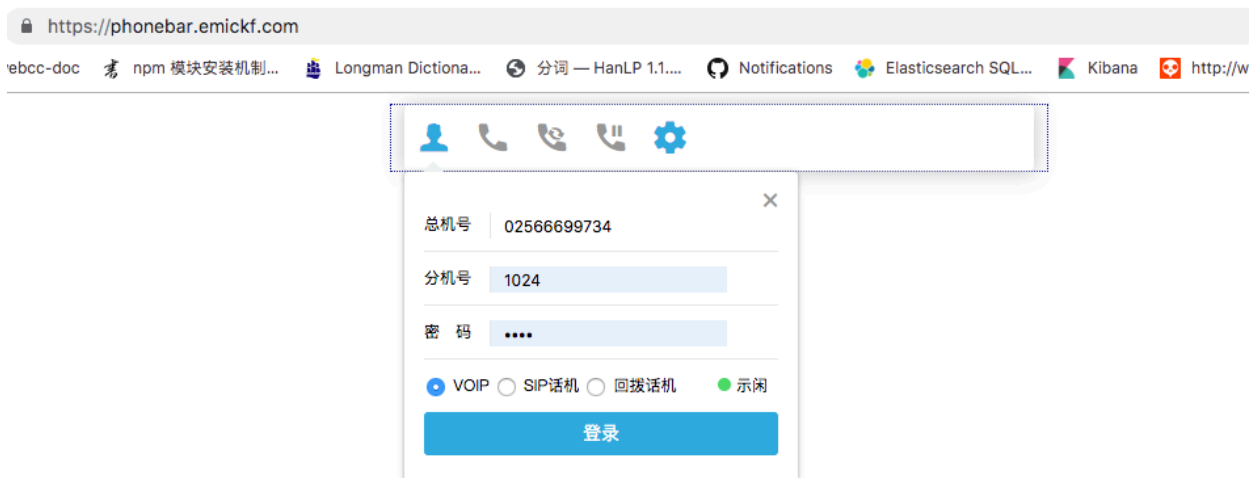 https://phonebar.emickf.com
ebcc-doc npm 模块安装机制... Longman Dictiona... 分词 — HanLP 1.1.... Notifications Elasticsearch SQL... Kibana http://w
总机号 02566699734
分机号 1024
密 码 ••••
VOIP SIP话机 回拨话机 示闲
登录